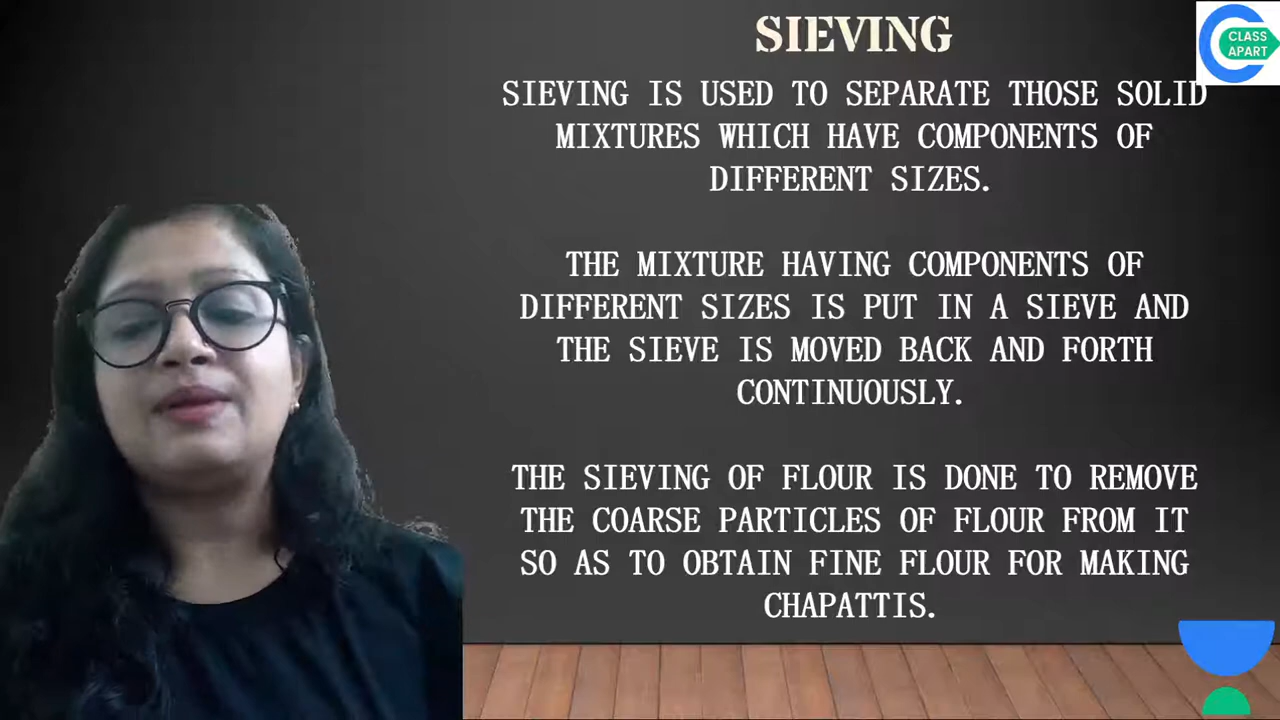 SIEVING
CLASS
APART
SIEVING IS USED TO SEPARATE THOSE SOLID
MIXTURES WHICH HAVE COMPONENTS OF
DIFFERENT SIZES.
THE MIXTURE HAVING COMPONENTS OF
DIFFERENT SIZES IS PUT IN A SIEVE AND
THE SIEVE IS MOVED BACK AND FORTH
CONTINUOUSLY.
THE SIEVING OF FLOUR IS DONE TO REMOVE
THE COARSE PARTICLES OF FLOUR FROM IT
SO AS TO OBTAIN FINE FLOUR FOR MAKING
CHAPATTIS.